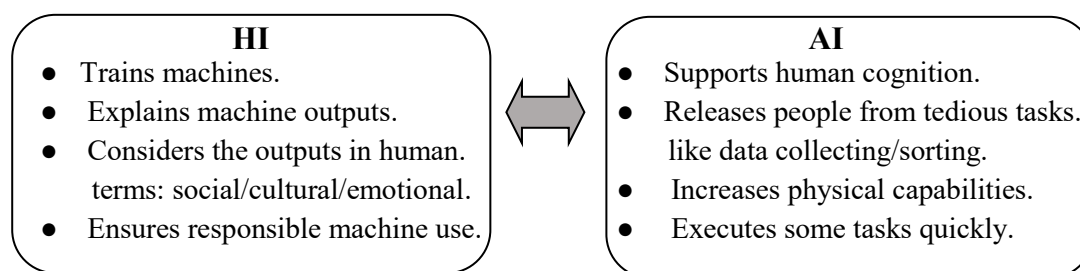 HI
● Trains machines.
● Explains machine outputs.
● Considers the outputs in human.
terms: social/cultural/emotional.
● Ensures responsible machine use.
AI
● Supports human cognition.
● Releases people from tedious tasks.
like data collecting/sorting.
● Increases physical capabilities.
● Executes some tasks quickly.